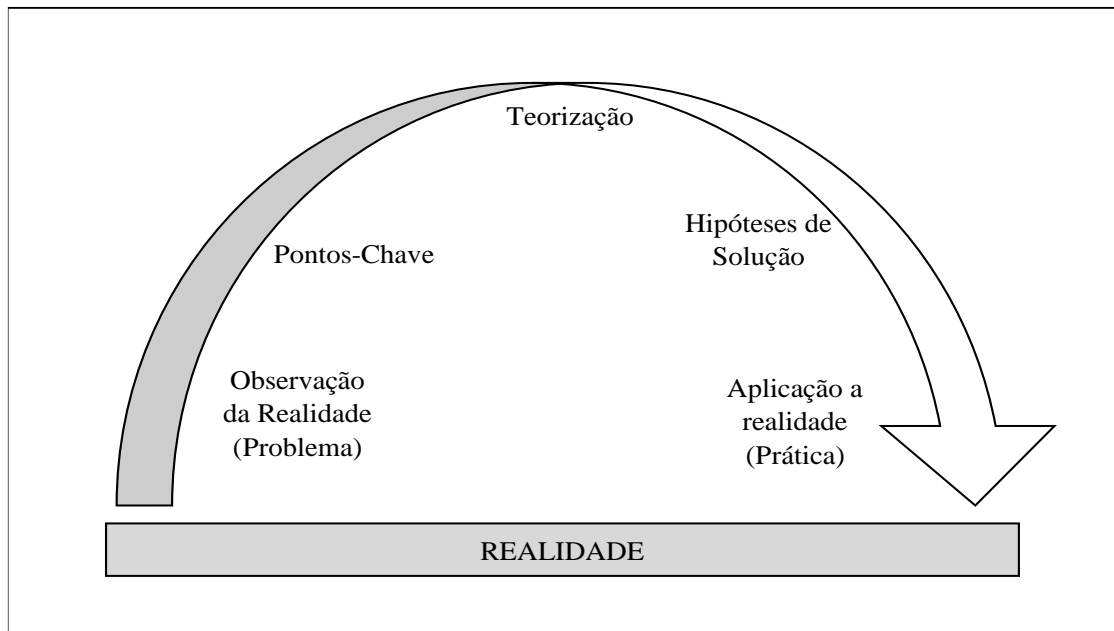 Teorização
Pontos-Chave
Hipóteses de
Solução
Observação
da Realidade
(Problema)
Aplicação a
realidade
(Prática)
REALIDADE